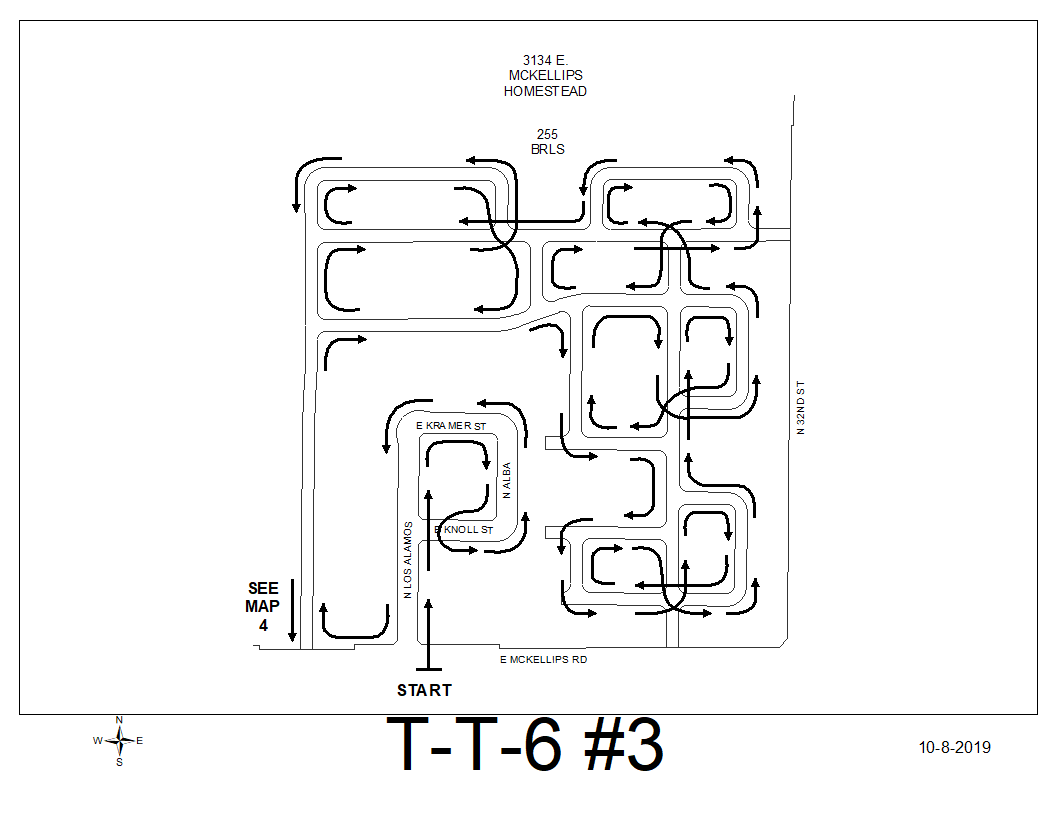 3134 E.
MCKELLIPS
HOMESTEAD
255
BRLS
E KRAMER ST
N ALBA
E KNOLL ST
N LOS ALAMOS
N 32ND ST
SEE
MAP
4
E MCKELLIPS RD
START
T-T-6 #3
N
W E
S
10-8-2019